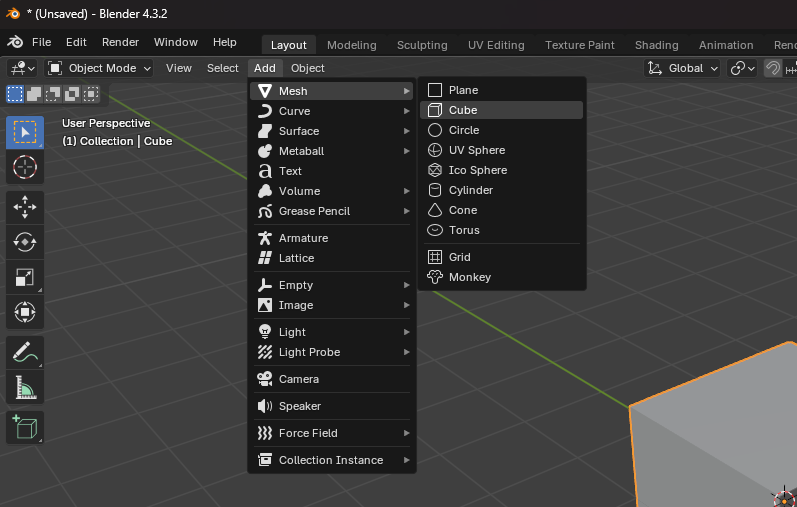 * (Unsaved) - Blender 4.3.2
File Edit Render Window Help Layout Modeling Sculpting UV Editing Texture Paint Shading Animation
Object Mode View Select Add Object Global
User Perspective
(1) Collection | Cube
Mesh
Curve
Surface
Metaball
Text
Volume
Grease Pencil
Armature
Lattice
Empty
Image
Light
Light Probe
Camera
Speaker
Force Field
Collection Instance
Plane
Cube
Circle
UV Sphere
Ico Sphere
Cylinder
Cone
Torus
Grid
Monkey